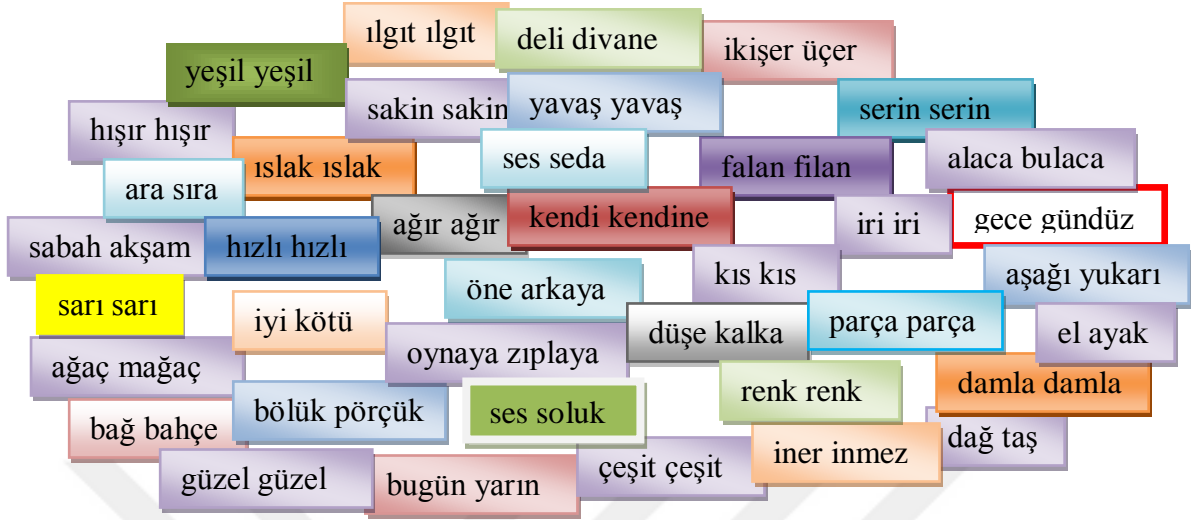 ılgıt ılgıt
deli divane
ikişer üçer
yeşil yeşil
sakin sakin
yavaş yavaş
serin serin
hışır hışır
ıslak ıslak
ses seda
falan filan
alaca bulaca
ara sıra
ağır ağır
kendi kendine
iri iri
gece gündüz
sabah akşam
hızlı hızlı
kıs kıs
aşağı yukarı
sarı sarı
iyi kötü
öne arkaya
düşe kalka
parça parça
el ayak
ağaç mağaç
oynaya zıplaya
renk renk
damla damla
bağ bahçe
bölük pörçük
ses soluk
dağ taş
güzel güzel
bugün yarın
çeşit çeşit
iner inmez